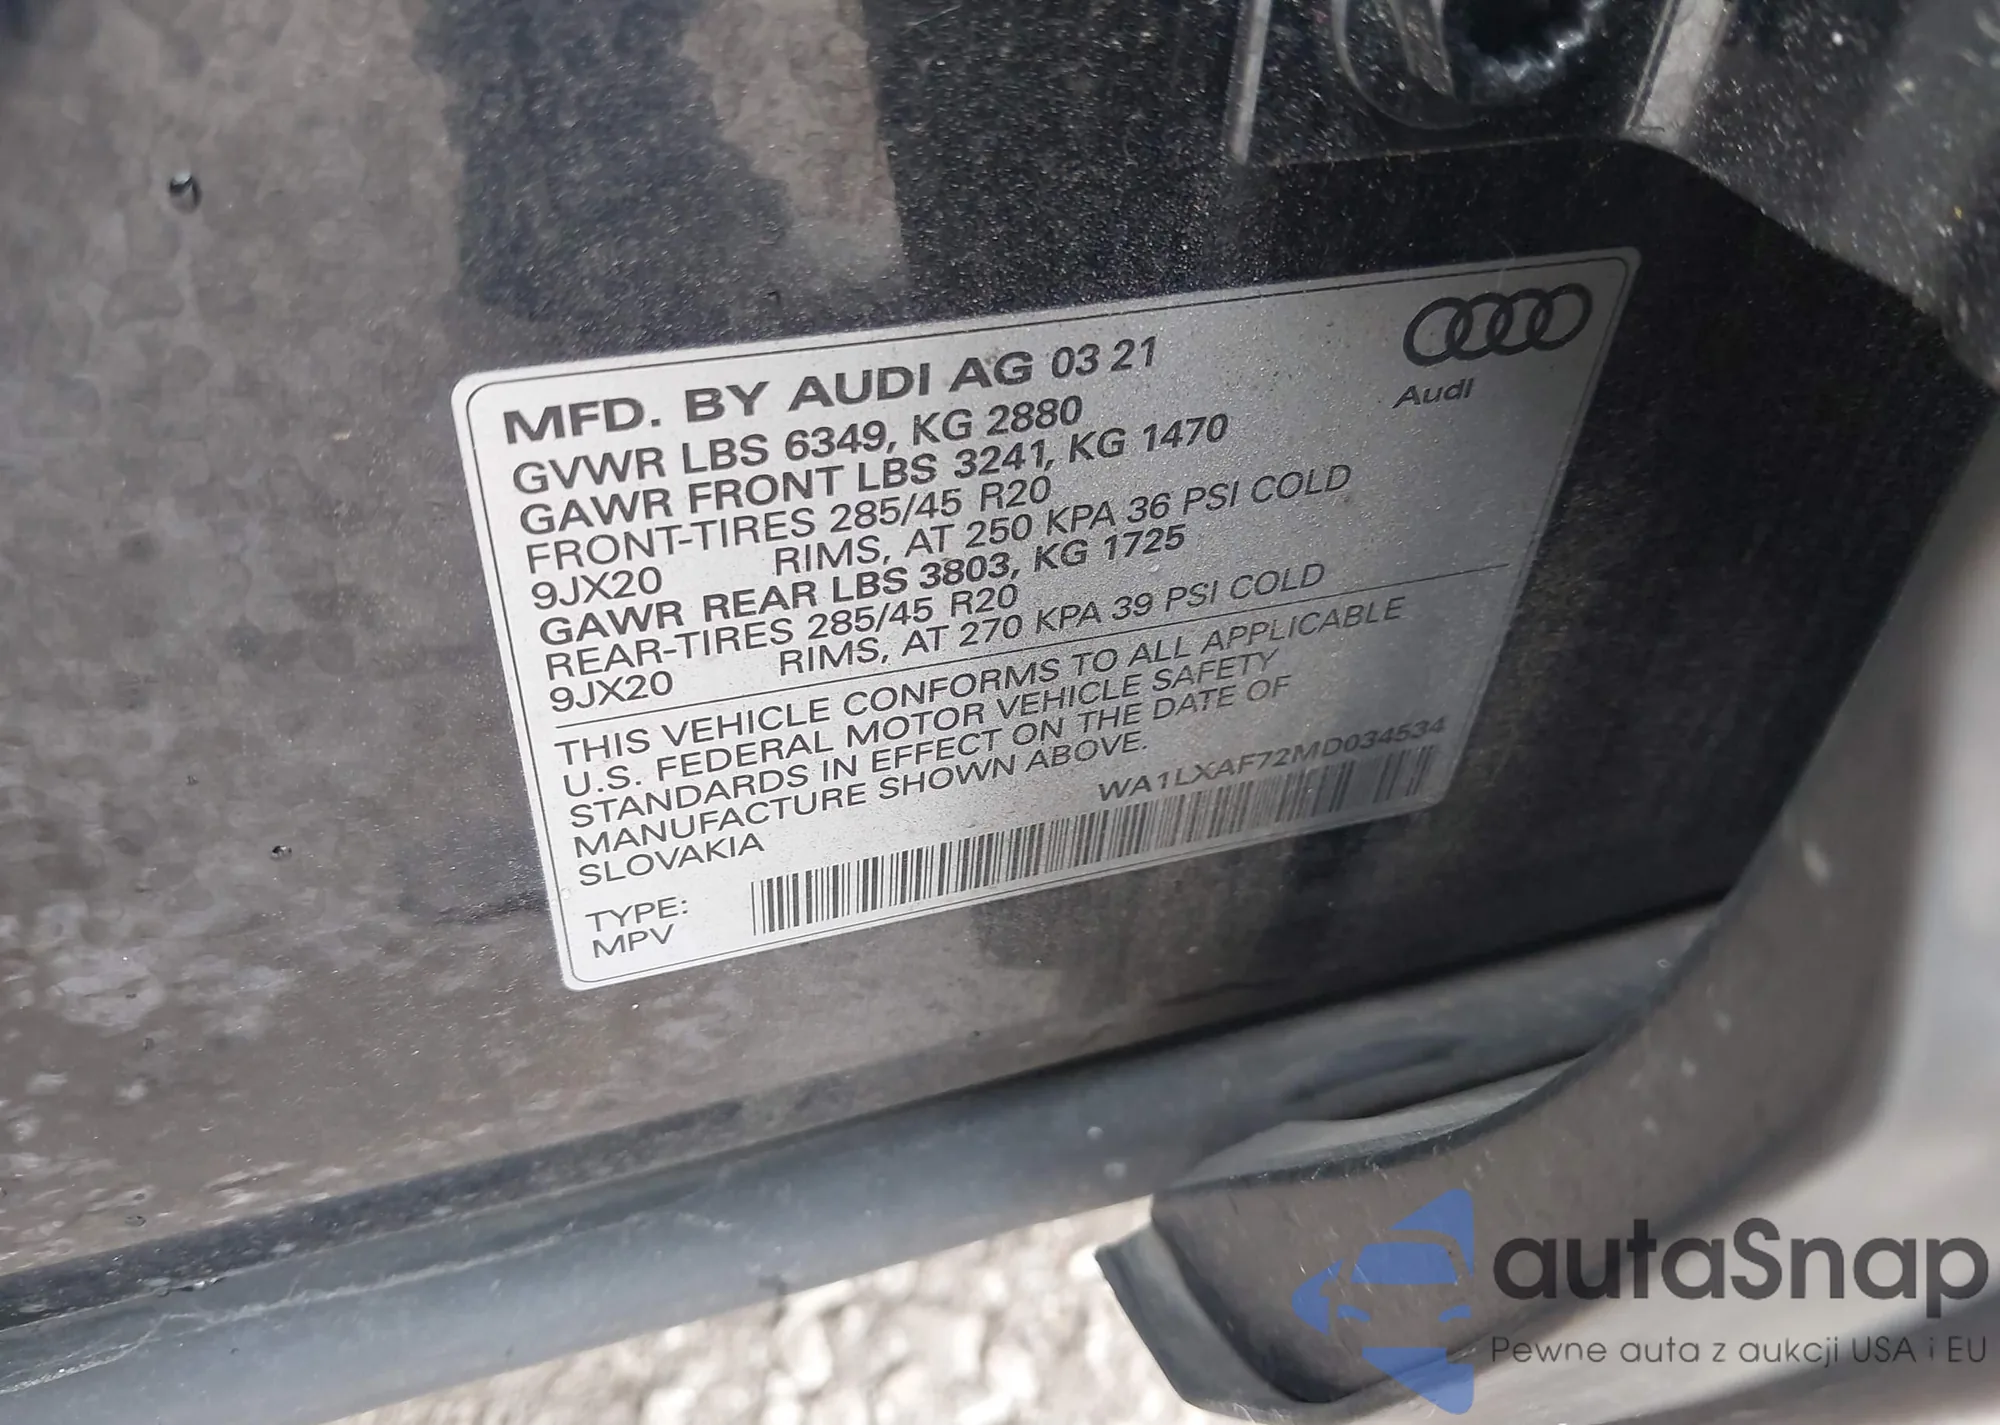 MFD. BY AUDI AG 03 21
Audi
GVWR LBS 6349, KG 2880
GAWR FRONT LBS 3241, KG 1470
FRONT-TIRES 285/45 R20
9JX20 RIMS, AT 250 KPA 36 PSI COLD
GAWR REAR LBS 3803, KG 1725
REAR-TIRES 285/45 R20
9JX20 RIMS, AT 270 KPA 39 PSI COLD
THIS VEHICLE CONFORMS TO ALL APPLICABLE
U.S. FEDERAL MOTOR VEHICLE SAFETY
STANDARDS IN EFFECT ON THE DATE OF
MANUFACTURE SHOWN ABOVE.
SLOVAKIA
WA1LXAF72MD034534
TYPE:
MPV
autaSnap
Pewne auta z aukcji USA i EU